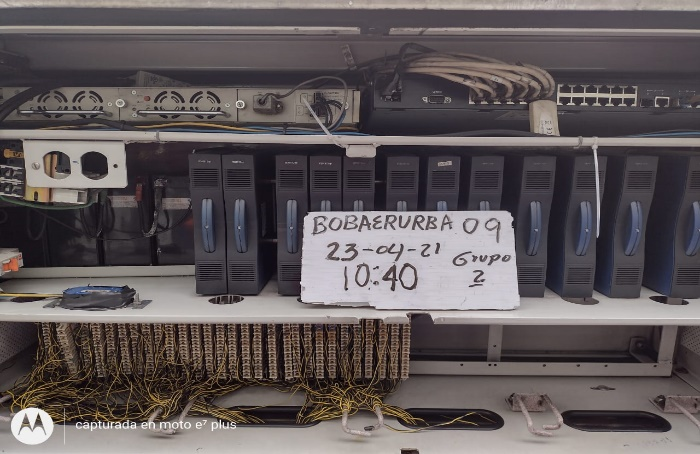 BOBAERURBA 09
23-04-21
Grupo
10:40
2
capturada en moto e⁷ plus